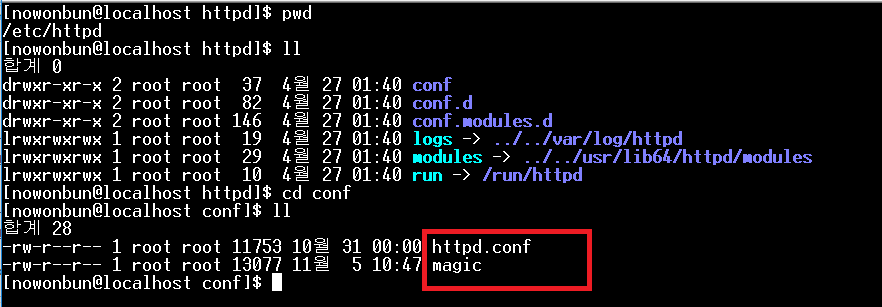 [nowonbun@localhost httpd]$ pwd
/etc/httpd
[nowonbun@localhost httpd]$ ll
합계 0
drwxr-xr-x 2 root root  37  4월 27 01:40 conf
drwxr-xr-x 2 root root  82  4월 27 01:40 conf.d
drwxr-xr-x 2 root root 146  4월 27 01:40 conf.modules.d
lrwxrwxrwx 1 root root  19  4월 27 01:40 logs -> ../../var/log/httpd
lrwxrwxrwx 1 root root  29  4월 27 01:40 modules -> ../../usr/lib64/httpd/modules
lrwxrwxrwx 1 root root  10  4월 27 01:40 run -> /run/httpd
[nowonbun@localhost httpd]$ cd conf
[nowonbun@localhost conf]$ ll
합계 28
-rw-r--r-- 1 root root 11753 10월 31 00:00 httpd.conf
-rw-r--r-- 1 root root 13077 11월  5 10:47 magic
[nowonbun@localhost conf]$